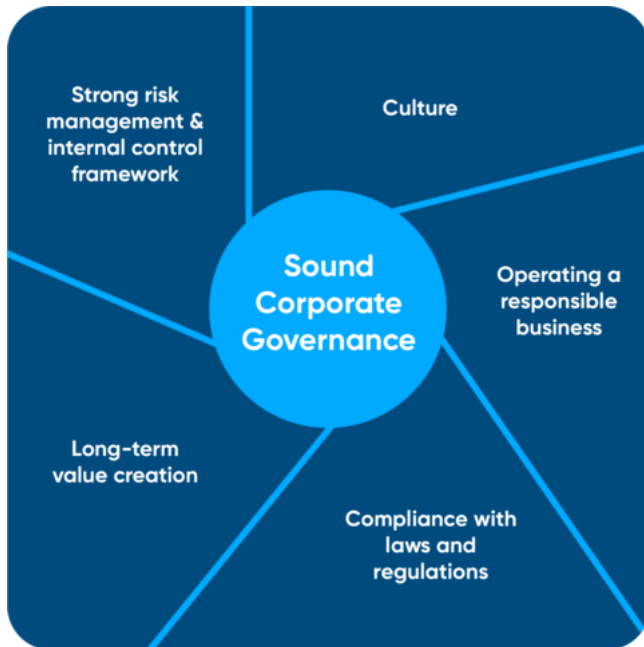 Strong risk
management &
internal control
framework
Culture
Sound
Corporate
Governance
Operating a
responsible
business
Long-term
value creation
Compliance with
laws and
regulations